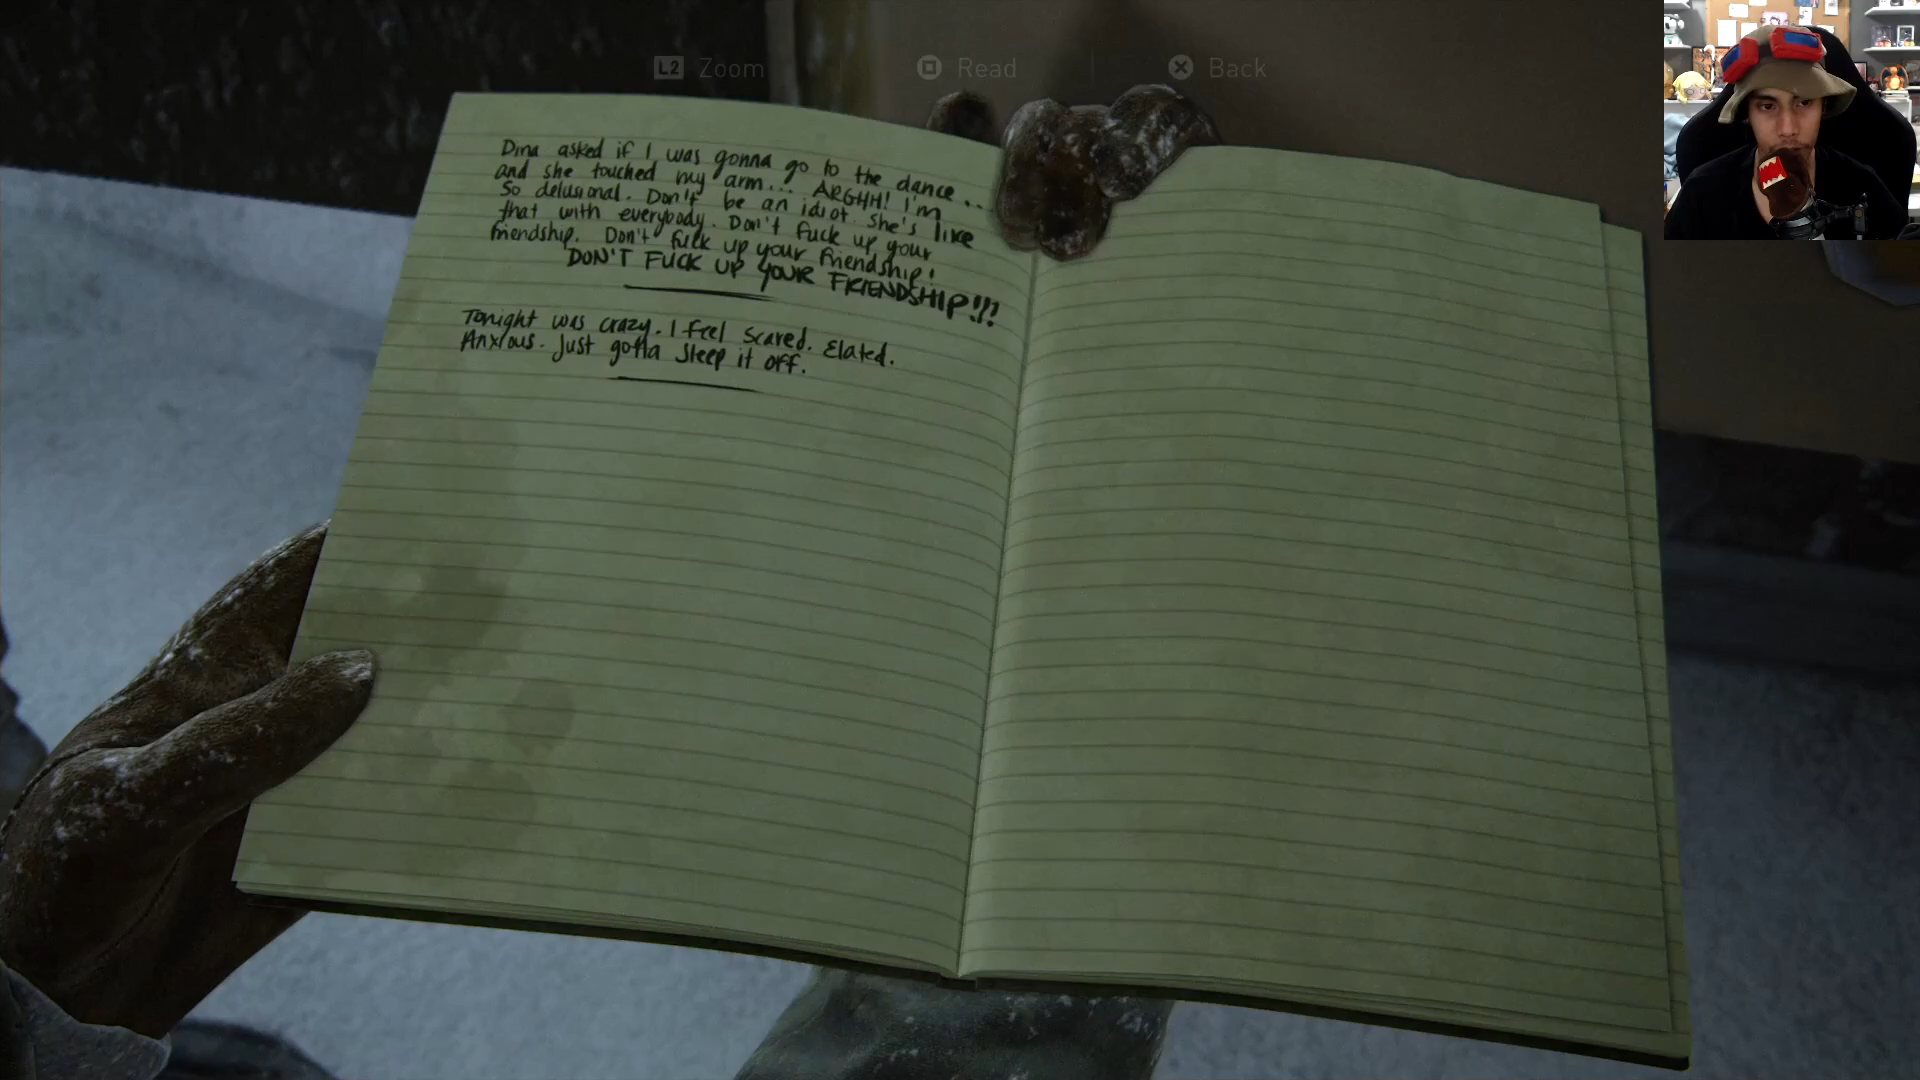 L2 Zoom
Read
Back
Dina asked if I was gonna go to the dance...
and she touched my arm... ARGHH! I'm
so delusional. Don't be an idiot. She's like
that with everybody. Don't fuck up your
friendship. Don't fuck up your friendship!
DON'T FUCK UP YOUR FRIENDSHIP!!!
Tonight was crazy. I feel scared. Elated.
Anxious. Just gotta sleep it off.